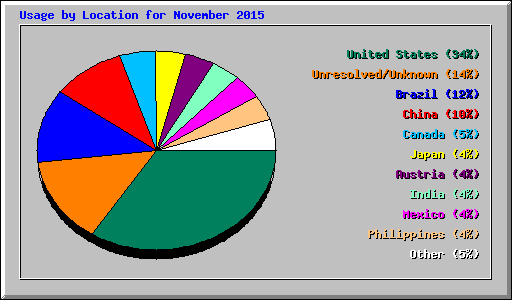 Usage by Location for November 2015
United States (34%)
Unresolved/Unknown (14%)
Brazil (12%)
China (10%)
Canada (5%)
Japan (4%)
Austria (4%)
India (4%)
Mexico (4%)
Philippines (4%)
Other (5%)